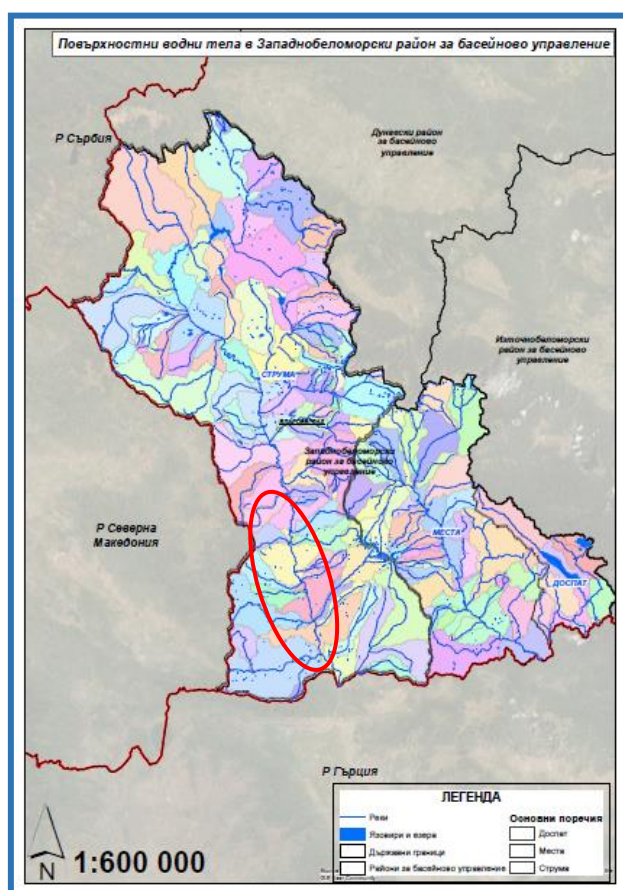 Повърхностни водни тела в Западнобеломорски район за басейново управление
Р Сърбия
Дунавски район
за басейново
управление
Източнобеломорски
район за басейново
управление
СТРУМА
Западнобеломорски
район за басейново
управление
Р Северна
Македония
МЕСТА
ДОСПАТ
Р Гърция
ЛЕГЕНДА
Реки
Основни поречия
Язовири и езера
Доспат
Държавни граници
Места
Райони за басейново управление
Струма
N
1:600 000